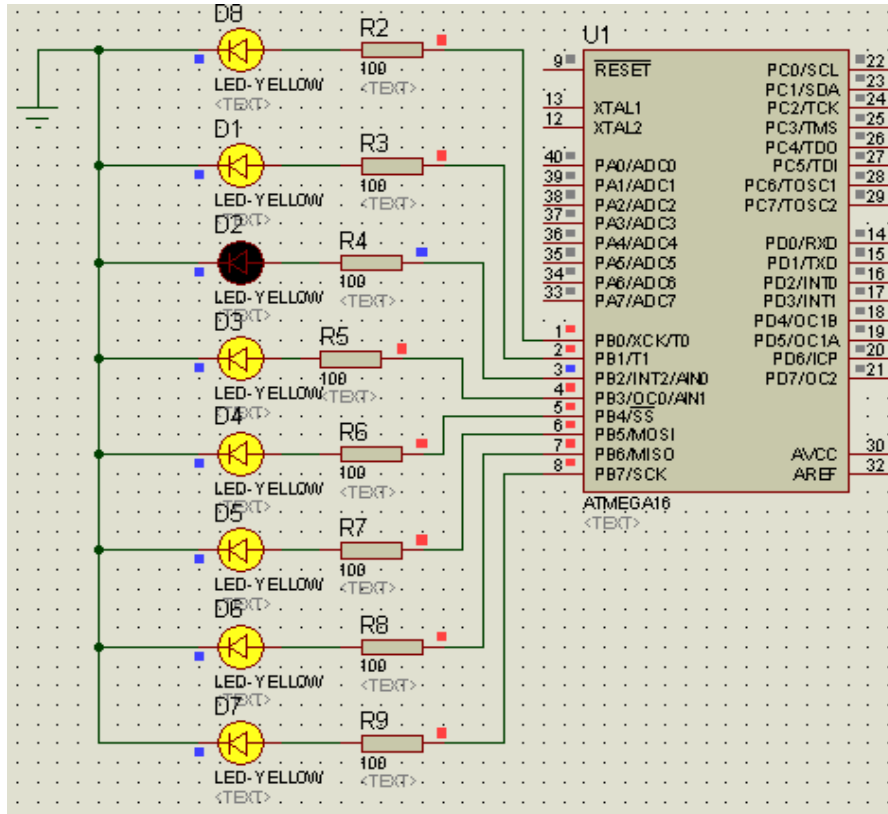 D8
R2
100
LED-YELLOW
<TEXT>
<TEXT>
D1
R3
100
LED-YELLOW
<TEXT>
<TEXT>
D2
R4
100
LED-YELLOW
<TEXT>
<TEXT>
D3
R5
100
LED-YELLOW
<TEXT>
<TEXT>
D4
R6
100
LED-YELLOW
<TEXT>
<TEXT>
D5
R7
100
LED-YELLOW
<TEXT>
<TEXT>
D6
R8
100
LED-YELLOW
<TEXT>
<TEXT>
D7
R9
100
LED-YELLOW
<TEXT>
<TEXT>
U1
9 RESET
13 XTAL1
12 XTAL2
40 PA0/ADC0
39 PA1/ADC1
38 PA2/ADC2
37 PA3/ADC3
36 PA4/ADC4
35 PA5/ADC5
34 PA6/ADC6
33 PA7/ADC7
1 PB0/XCK/T0
2 PB1/T1
3 PB2/INT2/AIN0
4 PB3/OC0/AIN1
5 PB4/SS
6 PB5/MOSI
7 PB6/MISO
8 PB7/SCK
PC0/SCL 22
PC1/SDA 23
PC2/TCK 24
PC3/TMS 25
PC4/TDO 26
PC5/TDI 27
PC6/TOSC1 28
PC7/TOSC2 29
PD0/RXD 14
PD1/TXD 15
PD2/INT0 16
PD3/INT1 17
PD4/OC1B 18
PD5/OC1A 19
PD6/ICP 20
PD7/OC2 21
AVCC 30
AREF 32
ATMEGA16
<TEXT>